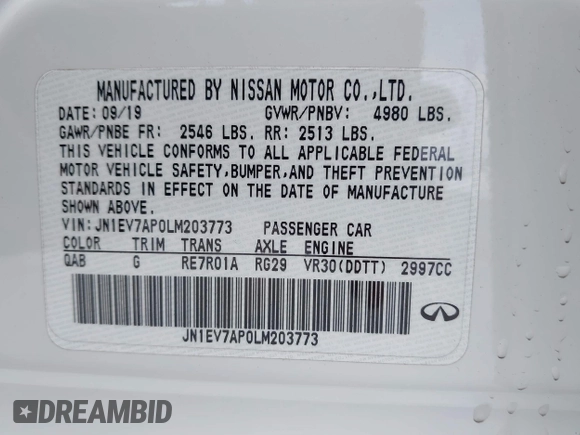 MANUFACTURED BY NISSAN MOTOR CO.,LTD.
DATE: 09/19 GVWR/PNBV: 4980 LBS.
GAWR/PNBE FR: 2546 LBS. RR: 2513 LBS.
THIS VEHICLE CONFORMS TO ALL APPLICABLE FEDERAL
MOTOR VEHICLE SAFETY,BUMPER,AND THEFT PREVENTION
STANDARDS IN EFFECT ON THE DATE OF MANUFACTURE
SHOWN ABOVE.
VIN:JN1EV7AP0LM203773 PASSENGER CAR
COLOR TRIM TRANS AXLE ENGINE
QAB G RE7R01A RG29 VR30(DDTT) 2997CC
JN1EV7AP0LM203773
DREAMBID